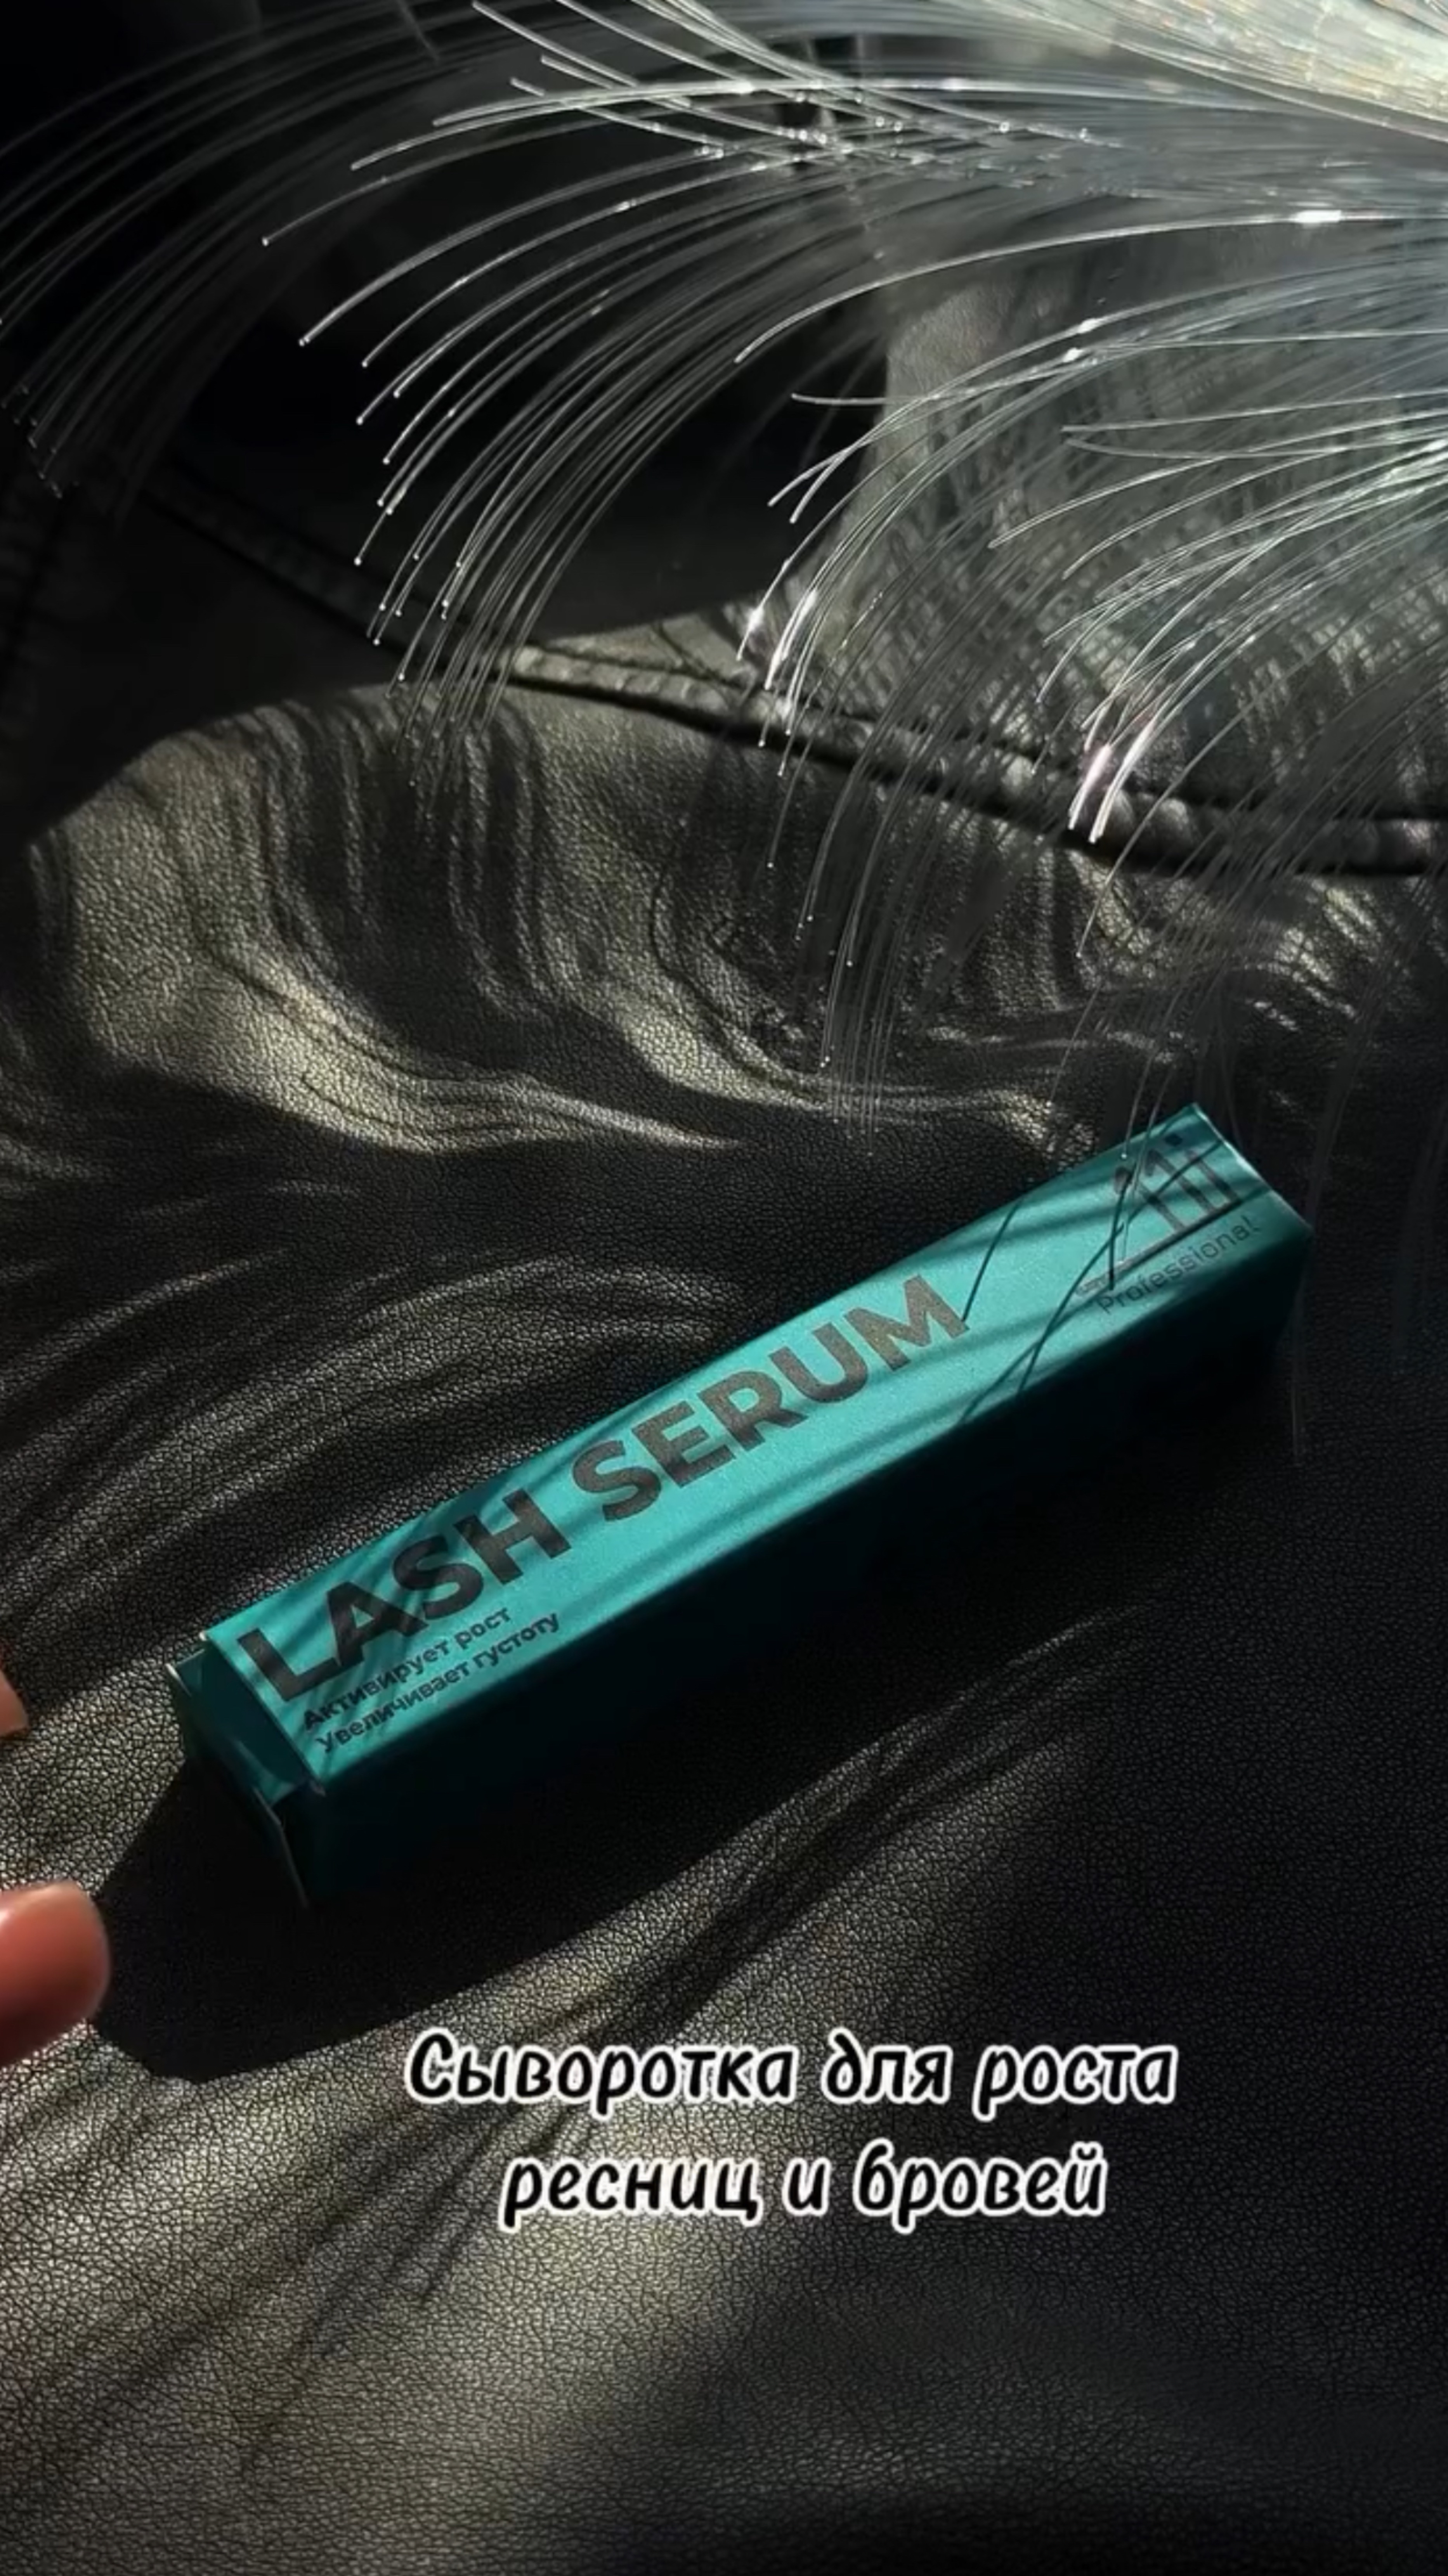 Professional
LASH SERUM
Активирует рост
Увеличивает густоту
Сыворотка для роста
ресниц и бровей